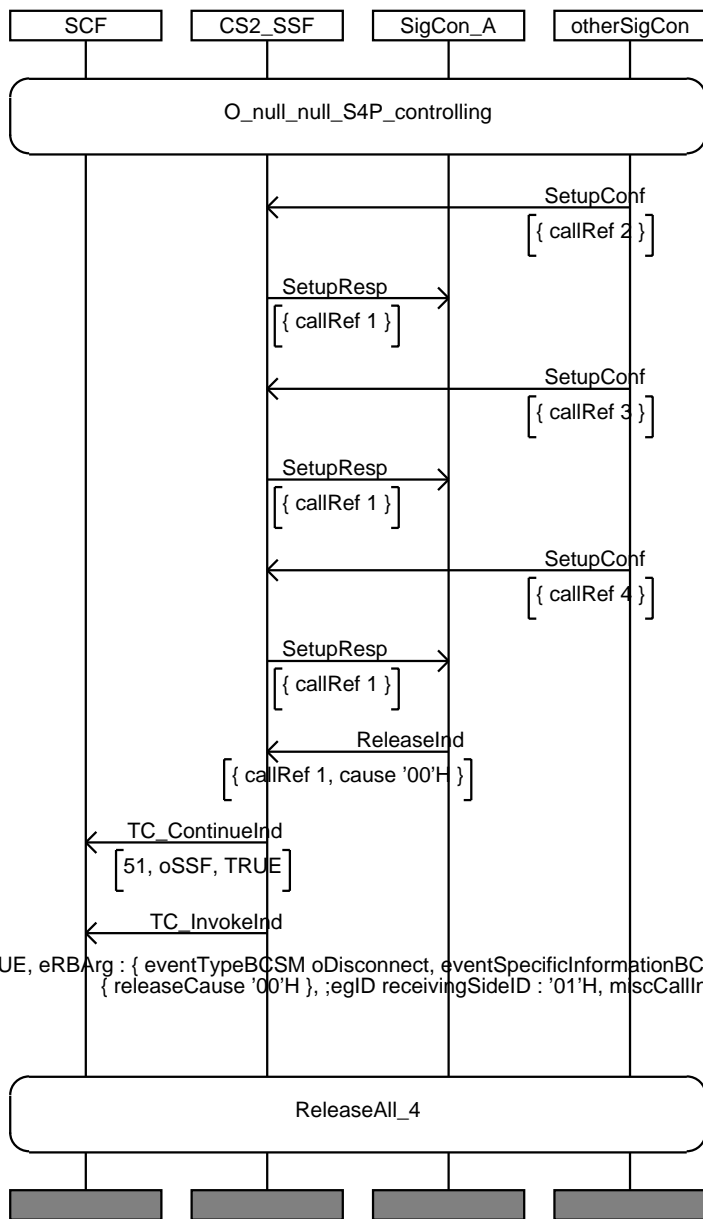 SCF CS2_SSF SigCon_A otherSigCon
O_null_null_S4P_controlling
SetupConf
{ callRef 2 }
SetupResp
{ callRef 1 }
SetupConf
{ callRef 3 }
SetupResp
{ callRef 1 }
SetupConf
{ callRef 4 }
SetupResp
{ callRef 1 }
ReleaseInd
{ callRef 1, cause '00'H }
TC_ContinueInd
51, oSSF, TRUE
TC_InvokeInd
UE, eRBArg : { eventTypeBCSM oDisconnect, eventSpecificInformationBC
{ releaseCause '00'H }, ;egID receivingSideID : '01'H, miscCallIn
ReleaseAll_4